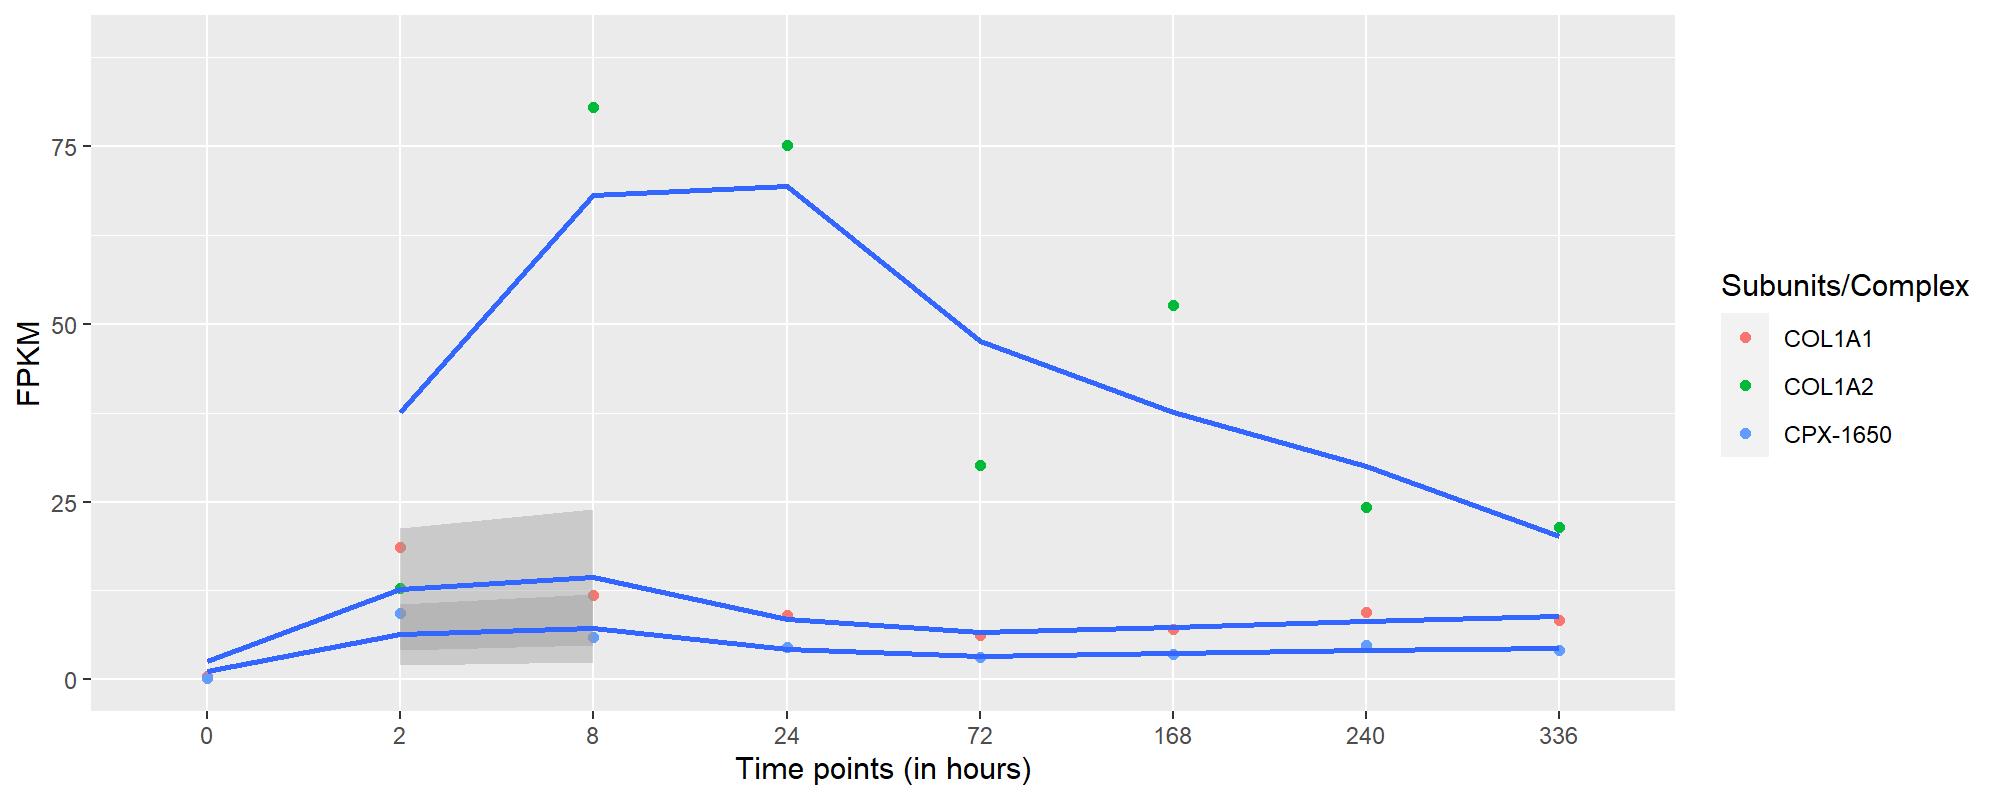 FPKM
75
50
25
0
0 2 8 24 72 168 240 336
Time points (in hours)
Subunits/Complex
COL1A1
COL1A2
CPX-1650